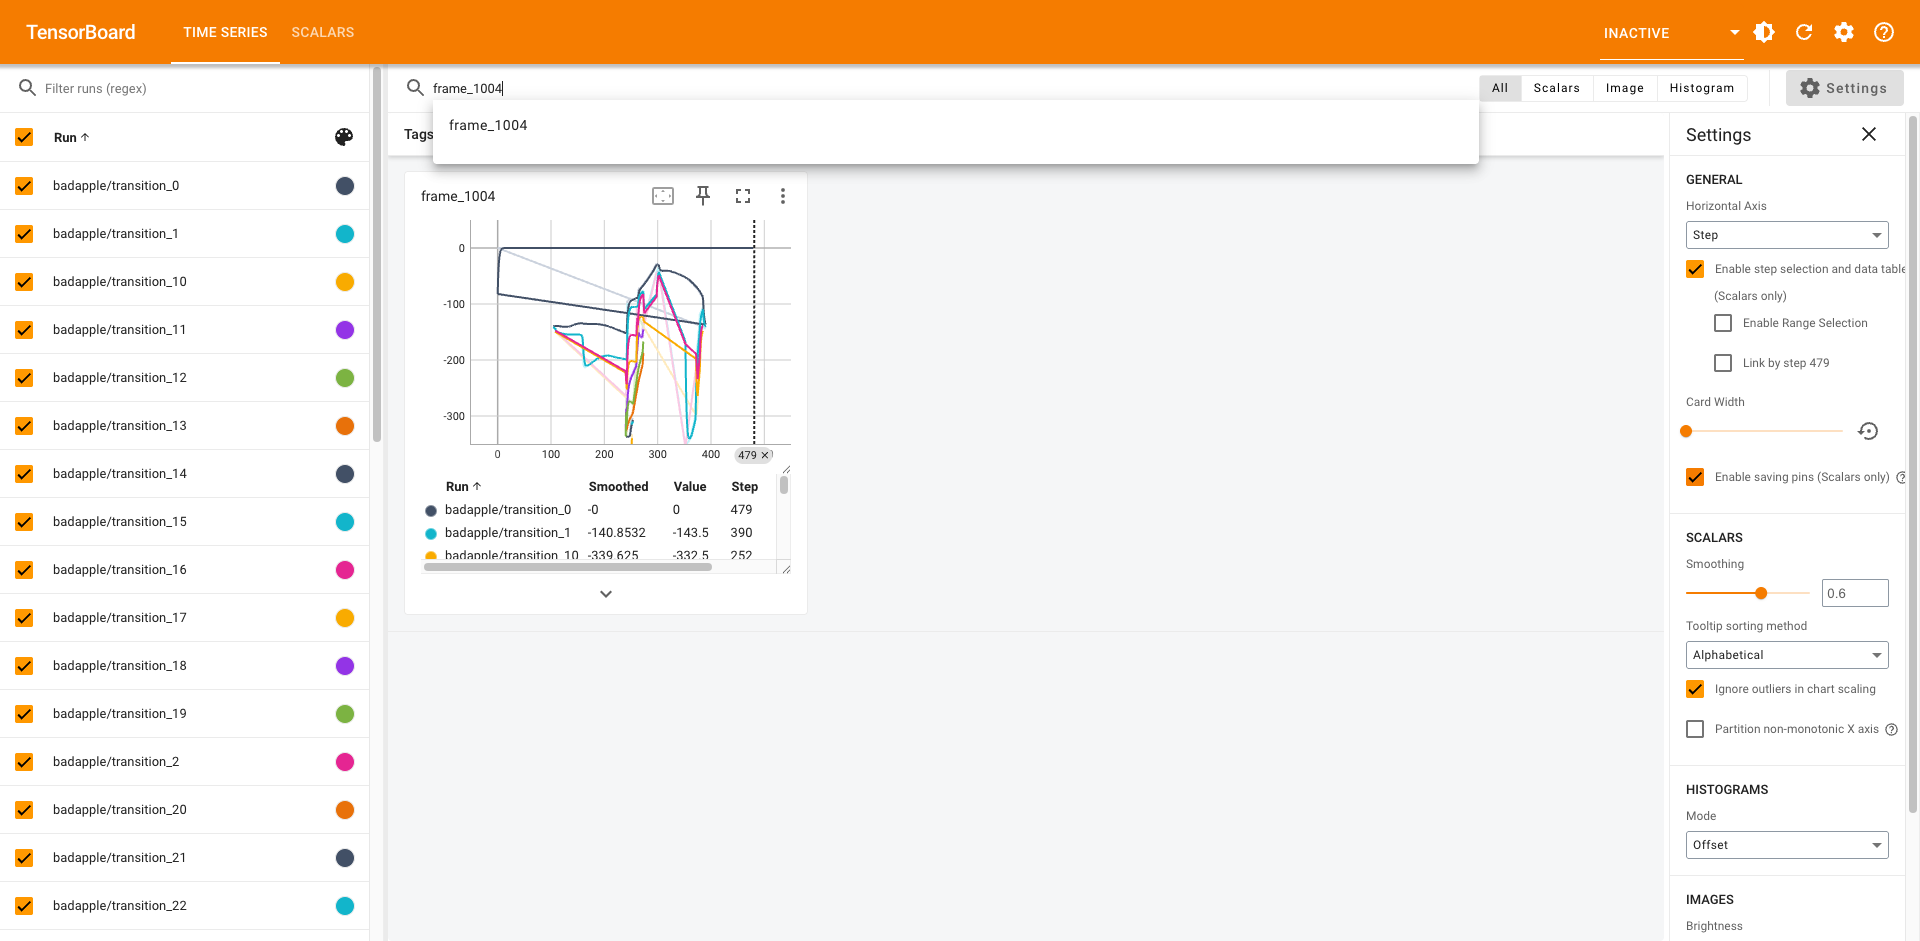 TensorBoard TIME SERIES SCALARS INACTIVE
Filter runs (regex)
Run
badapple/transition_0
badapple/transition_1
badapple/transition_10
badapple/transition_11
badapple/transition_12
badapple/transition_13
badapple/transition_14
badapple/transition_15
badapple/transition_16
badapple/transition_17
badapple/transition_18
badapple/transition_19
badapple/transition_2
badapple/transition_20
badapple/transition_21
badapple/transition_22
frame_1004
All Scalars Image Histogram Settings
frame_1004
Tags
frame_1004
0
-100
-200
-300
0 100 200 300 400 479
Run Smoothed Value Step
badapple/transition_0 -0 0 479
badapple/transition_1 -140.8532 -143.5 390
badapple/transition_10 -339.625 -332.5 252
Settings
GENERAL
Horizontal Axis
Step
Enable step selection and data table
(Scalars only)
Enable Range Selection
Link by step 479
Card Width
Enable saving pins (Scalars only)
SCALARS
Smoothing
0.6
Tooltip sorting method
Alphabetical
Ignore outliers in chart scaling
Partition non-monotonic X axis
HISTOGRAMS
Mode
Offset
IMAGES
Brightness